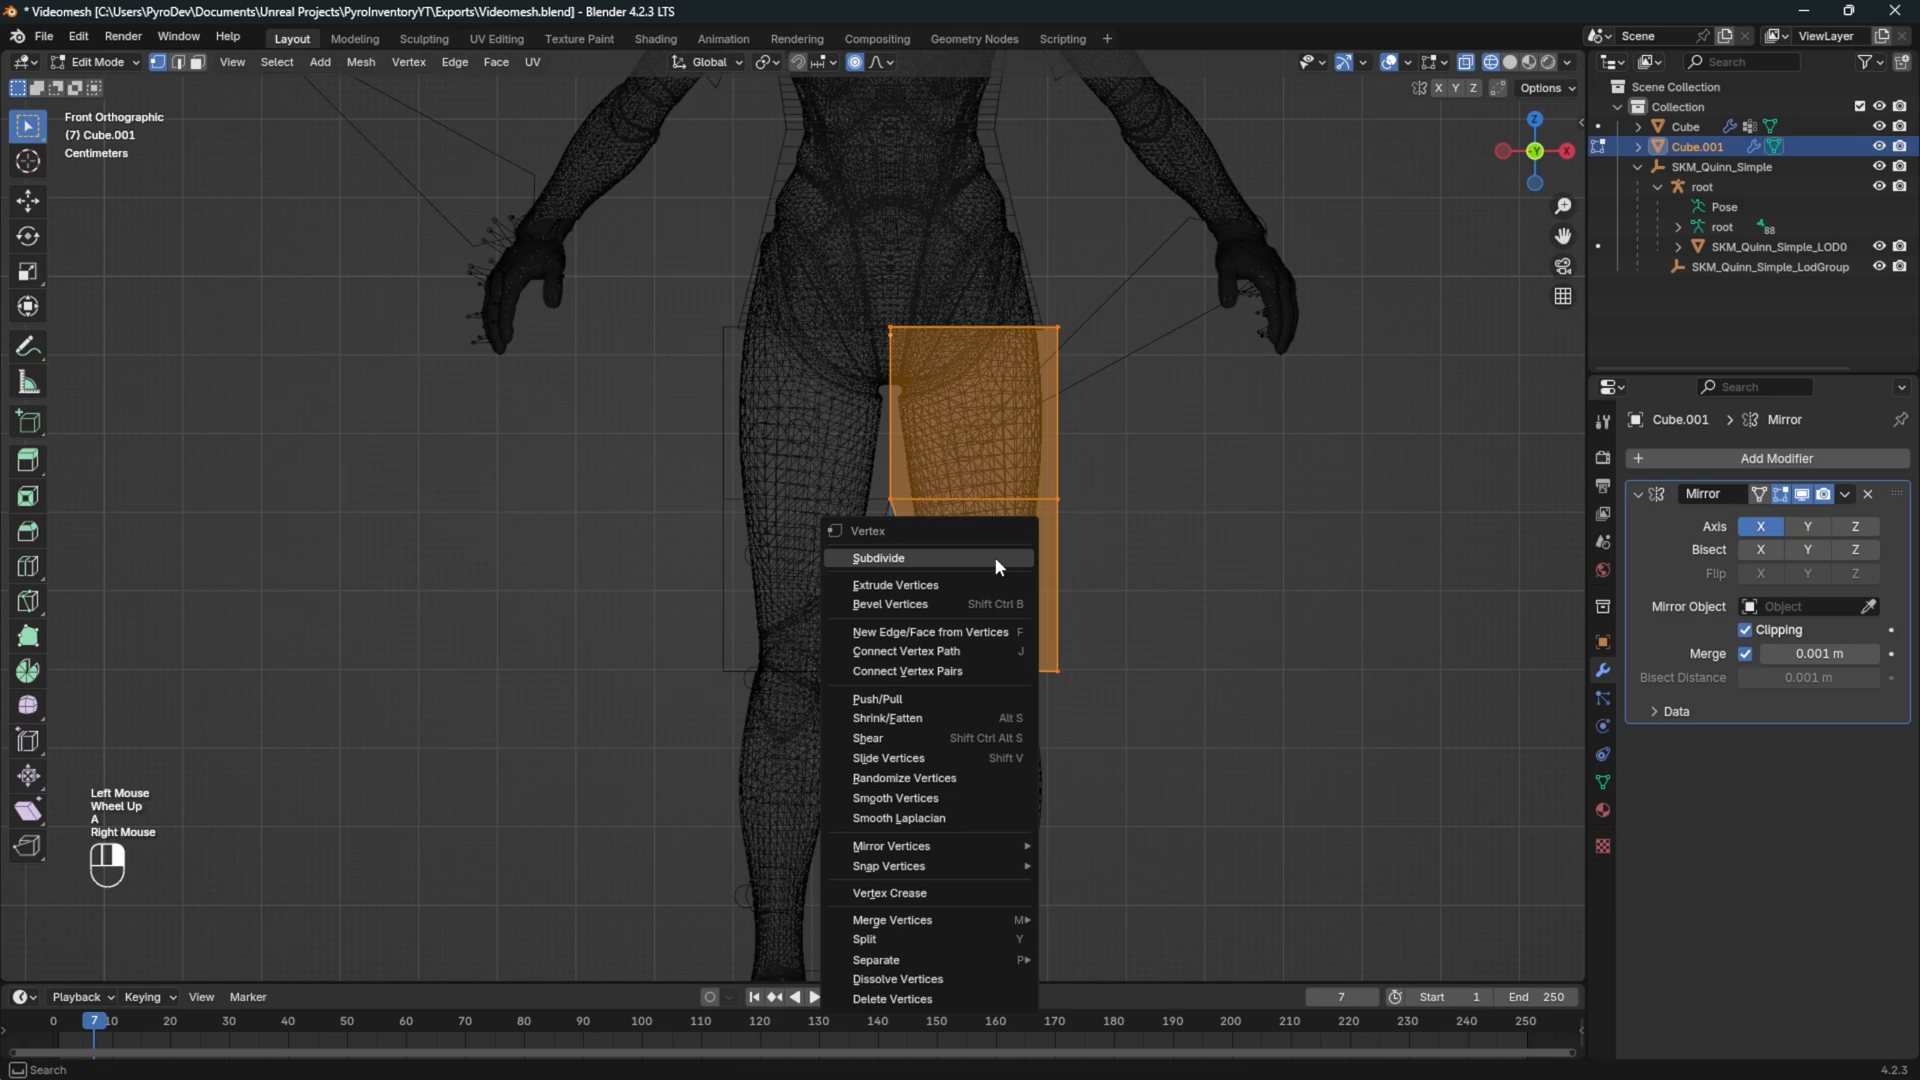 * Videomesh [C:\Users\PyroDev\Documents\Unreal Projects\PyroInventoryYT\Exports\Videomesh.blend] - Blender 4.2.3 LTS
File Edit Render Window Help Layout Modeling Sculpting UV Editing Texture Paint Shading Animation Rendering Compositing Geometry Nodes Scripting + Scene ViewLayer
Edit Mode View Select Add Mesh Vertex Edge Face UV Global Search
X Y Z Options
Front Orthographic
(7) Cube.001
Centimeters
Z
-Y
X
Scene Collection
Collection
Cube
Cube.001
SKM_Quinn_Simple
root
Pose
root 88
SKM_Quinn_Simple_LOD0
SKM_Quinn_Simple_LodGroup
Search
Cube.001 > Mirror
+ Add Modifier
Mirror
Axis X Y Z
Bisect X Y Z
Flip X Y Z
Mirror Object Object
Clipping
Merge 0.001 m
Bisect Distance 0.001 m
Data
Vertex
Subdivide
Extrude Vertices
Bevel Vertices Shift Ctrl B
New Edge/Face from Vertices F
Connect Vertex Path J
Connect Vertex Pairs
Push/Pull
Shrink/Fatten Alt S
Shear Shift Ctrl Alt S
Slide Vertices Shift V
Randomize Vertices
Smooth Vertices
Smooth Laplacian
Mirror Vertices
Snap Vertices
Vertex Crease
Merge Vertices M
Split Y
Separate P
Dissolve Vertices
Delete Vertices
Left Mouse
Wheel Up
A
Right Mouse
Playback Keying View Marker 7 Start 1 End 250
0 7 10 20 30 40 50 60 70 80 90 100 110 120 130 140 150 160 170 180 190 200 210 220 230 240 250
Search 4.2.3